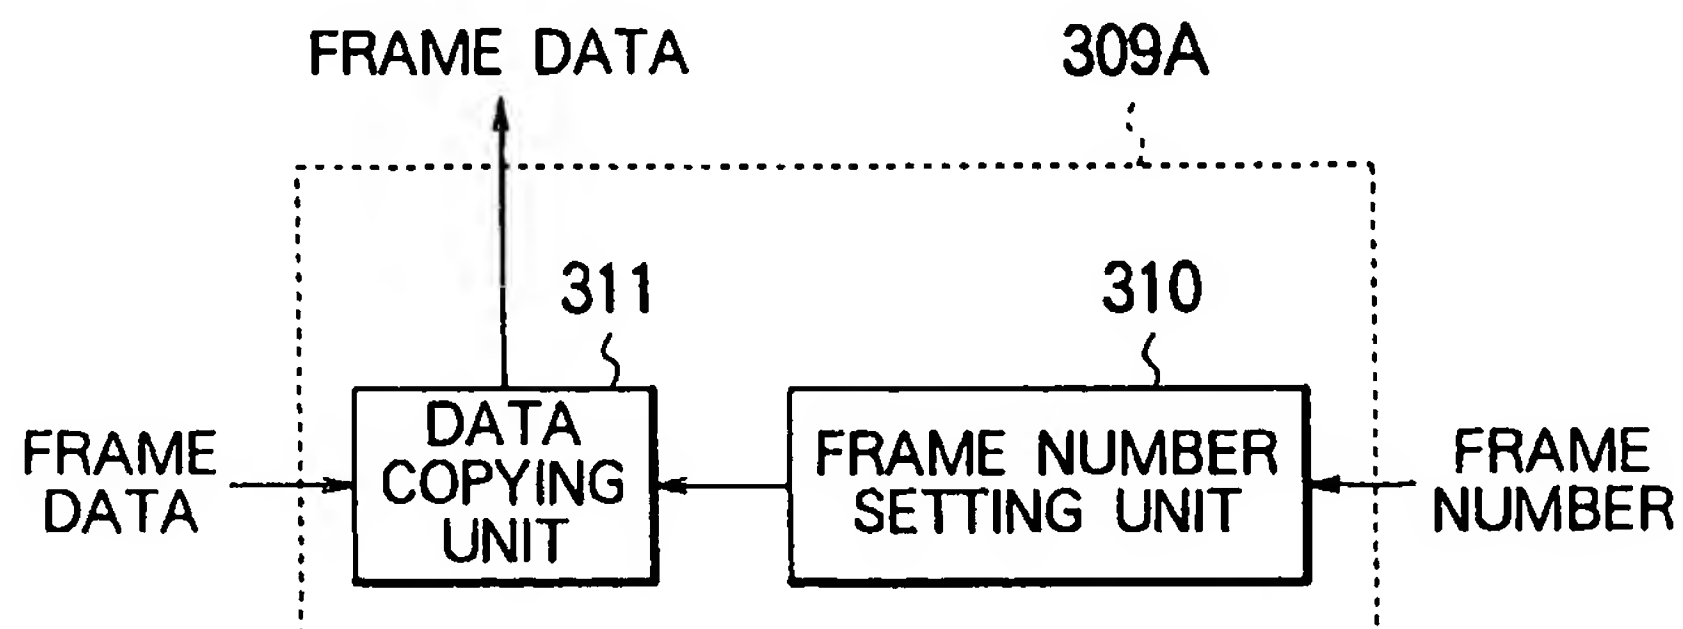 FRAME DATA
309A
311
310
DATA
COPYING
UNIT
FRAME NUMBER
SETTING UNIT
FRAME
DATA
FRAME
NUMBER